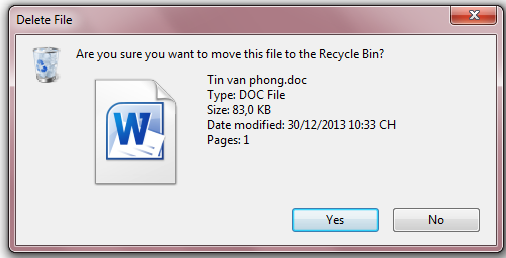 Delete File
Are you sure you want to move this file to the Recycle Bin?
Tin van phong.doc
Type: DOC File
Size: 83,0 KB
Date modified: 30/12/2013 10:33 CH
Pages: 1
Yes
No